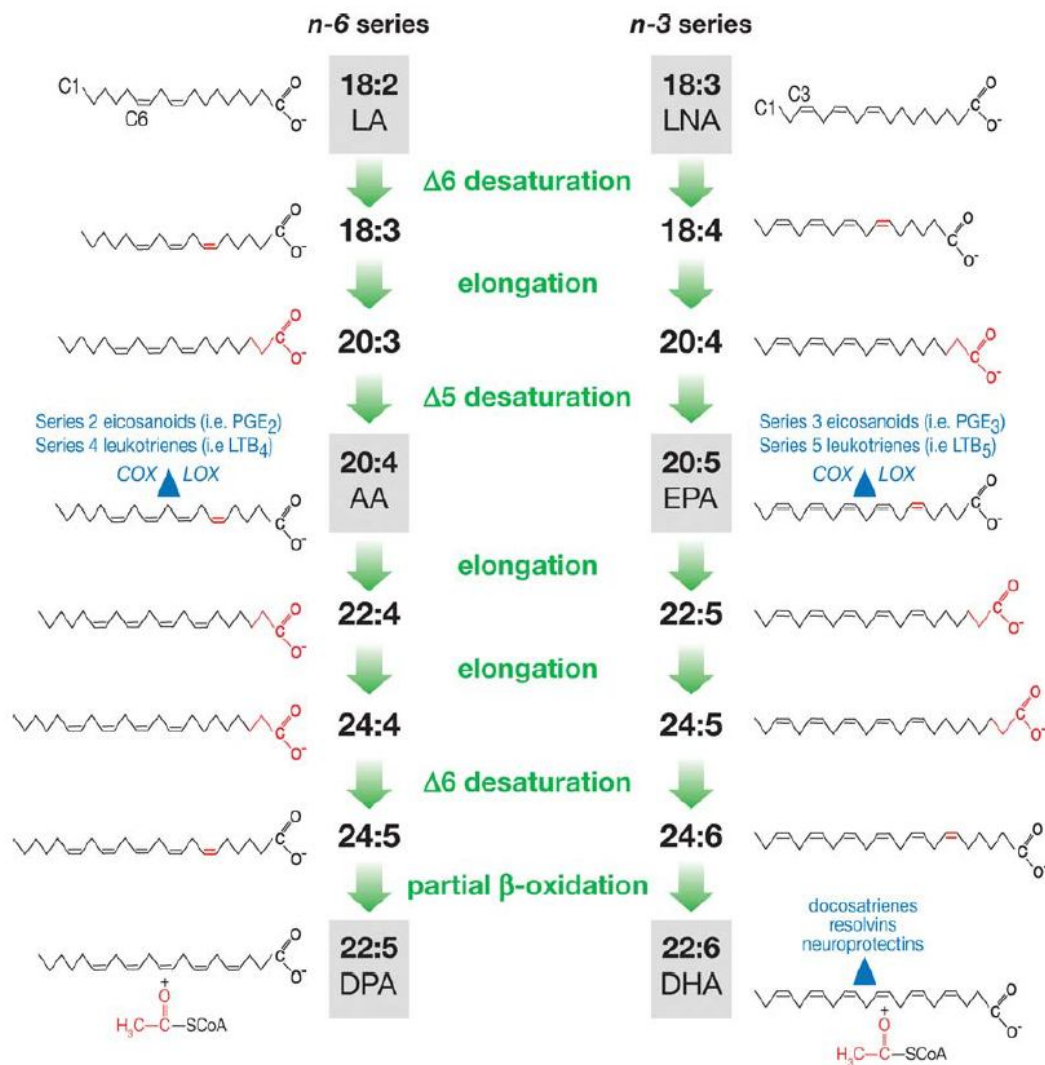 n-6 series
n-3 series
C1
C6
C
O
O-
18:2
LA
18:3
LNA
C1
C3
C
O
O-
Δ6 desaturation
C
O
O-
18:3
18:4
C
O
O-
elongation
C
O
O-
20:3
20:4
C
O
O-
Δ5 desaturation
Series 2 eicosanoids (i.e. PGE2)
Series 4 leukotrienes (i.e LTB4)
COX LOX
C
O
O-
20:4
AA
20:5
EPA
Series 3 eicosanoids (i.e. PGE3)
Series 5 leukotrienes (i.e LTB5)
COX LOX
C
O
O-
elongation
C
O
O-
22:4
22:5
C
O
O-
elongation
C
O
O-
24:4
24:5
C
O
O-
Δ6 desaturation
C
O
O-
24:5
24:6
C
O
O-
partial β-oxidation
C
O
O-
+
O
H3C-C-SCoA
22:5
DPA
22:6
DHA
docosatrienes
resolvins
neuroprotectins
C
O
O-
+
O
H3C-C-SCoA